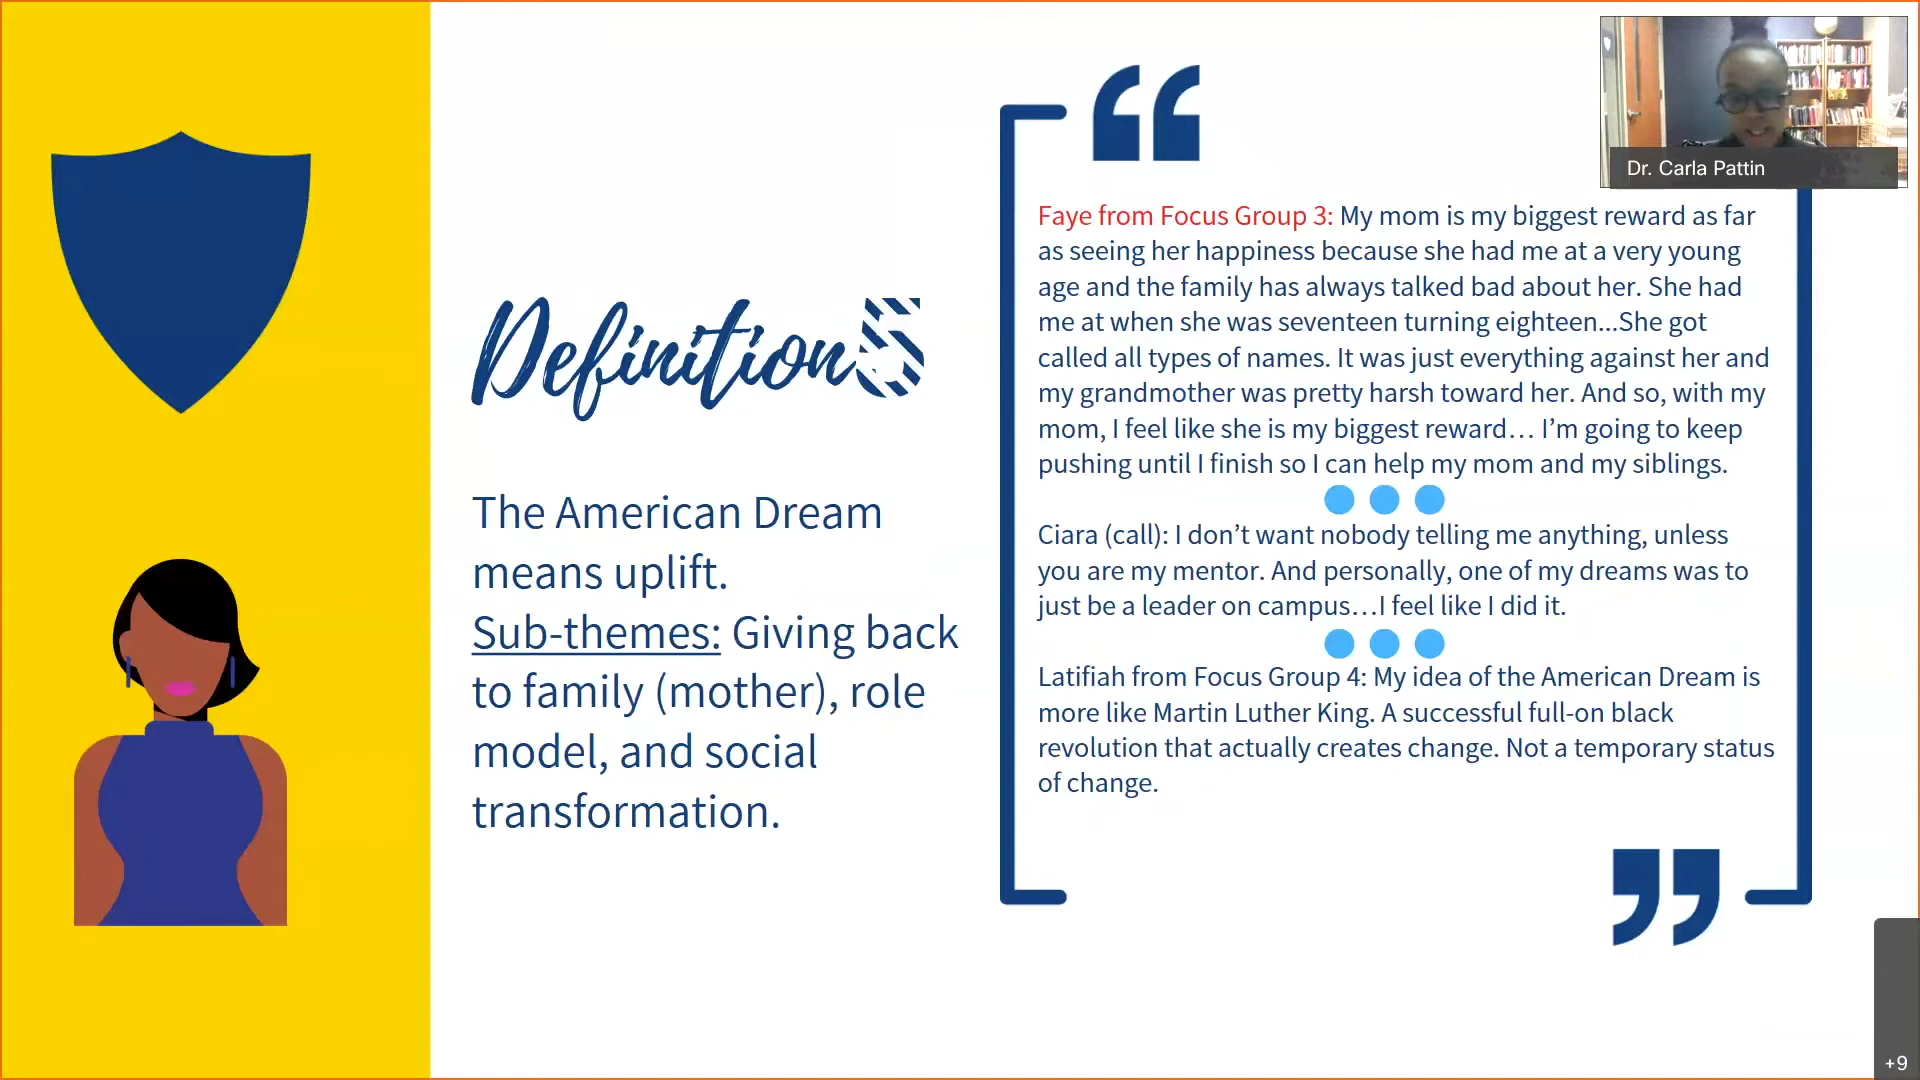 Dr. Carla Pattin
DefinitionS
The American Dream
means uplift.
Sub-themes: Giving back
to family (mother), role
model, and social
transformation.
“
Faye from Focus Group 3: My mom is my biggest reward as far
as seeing her happiness because she had me at a very young
age and the family has always talked bad about her. She had
me at when she was seventeen turning eighteen...She got
called all types of names. It was just everything against her and
my grandmother was pretty harsh toward her. And so, with my
mom, I feel like she is my biggest reward… I’m going to keep
pushing until I finish so I can help my mom and my siblings.
Ciara (call): I don’t want nobody telling me anything, unless
you are my mentor. And personally, one of my dreams was to
just be a leader on campus…I feel like I did it.
Latifiah from Focus Group 4: My idea of the American Dream is
more like Martin Luther King. A successful full-on black
revolution that actually creates change. Not a temporary status
of change.
”
+9